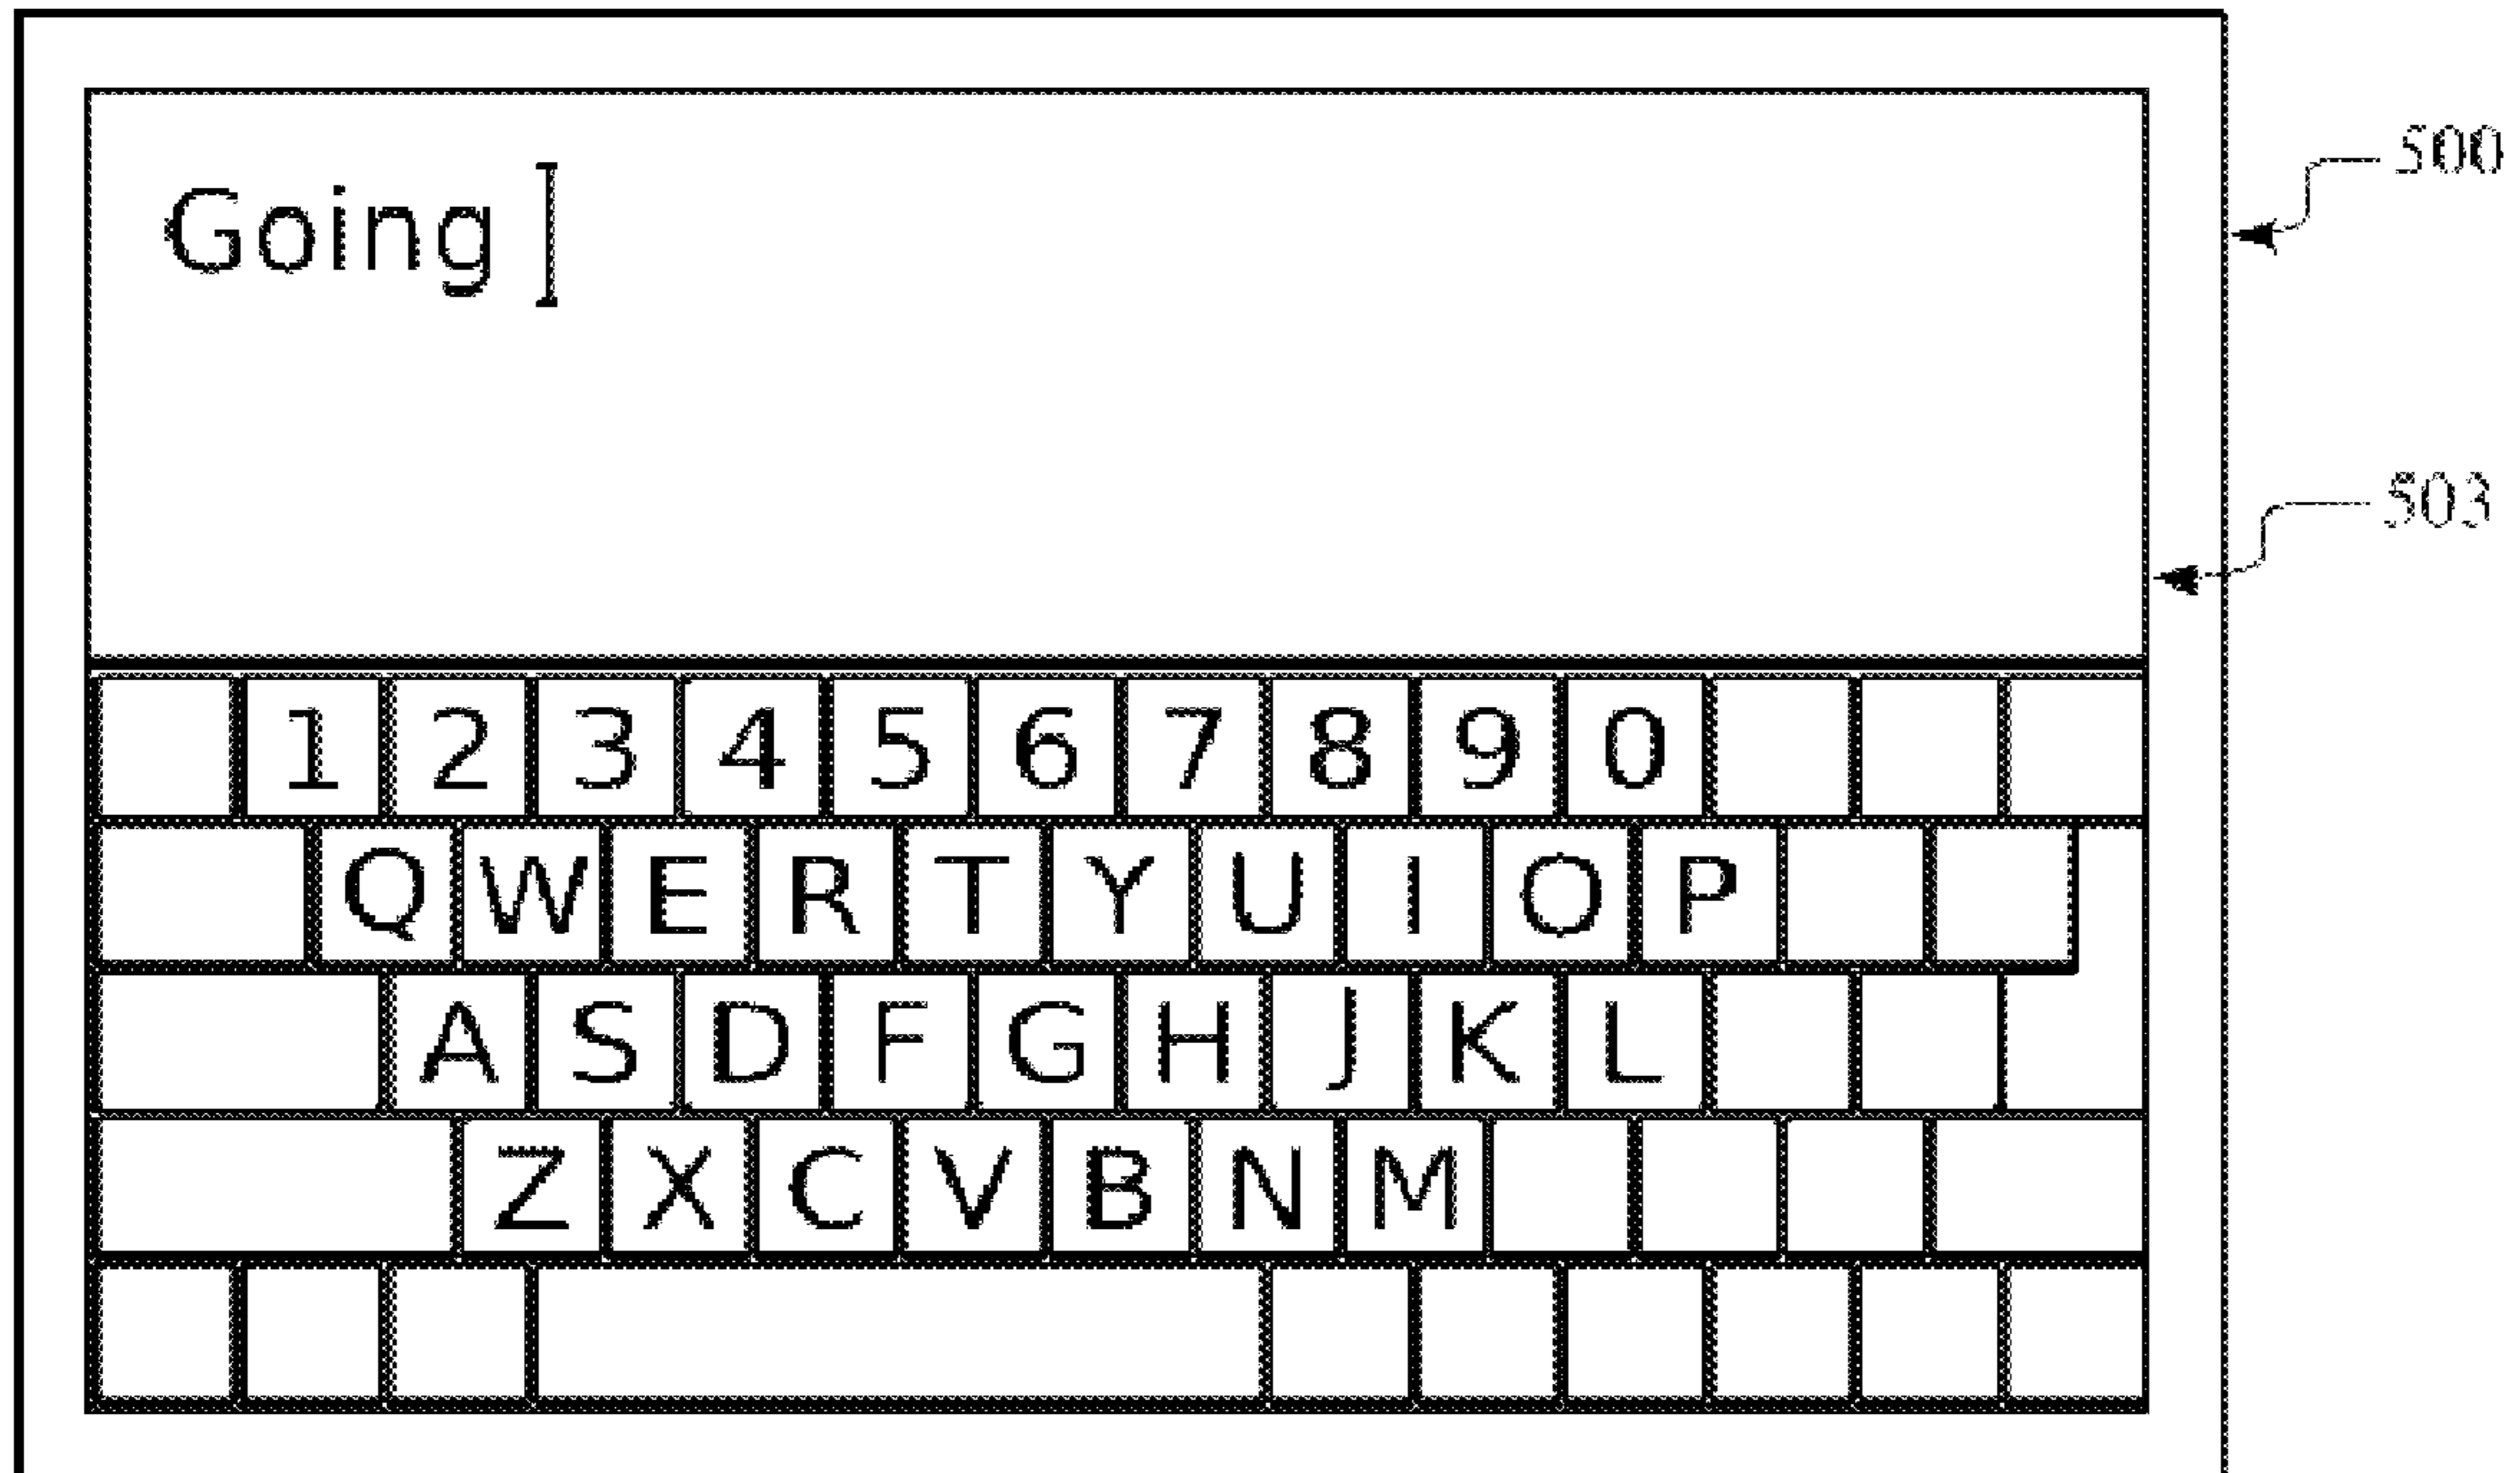 500
Going
503
1 2 3 4 5 6 7 8 9 0
Q W E R T Y U I O P
A S D F G H J K L
Z X C V B N M